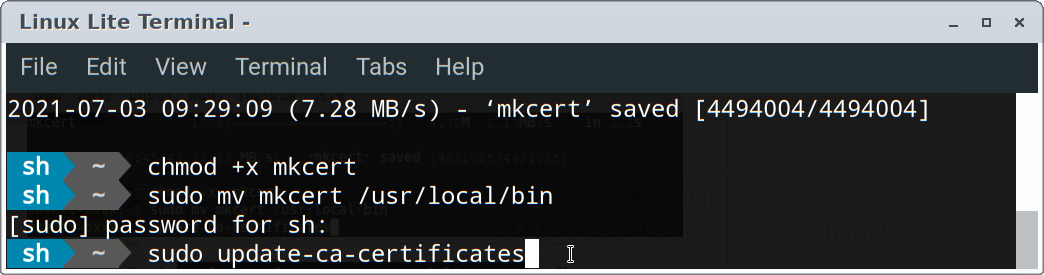 Linux Lite Terminal -
File Edit View Terminal Tabs Help
2021-07-03 09:29:09 (7.28 MB/s) - ‘mkcert’ saved [4494004/4494004]
sh ~ chmod +x mkcert
sh ~ sudo mv mkcert /usr/local/bin
[sudo] password for sh:
sh ~ sudo update-ca-certificates